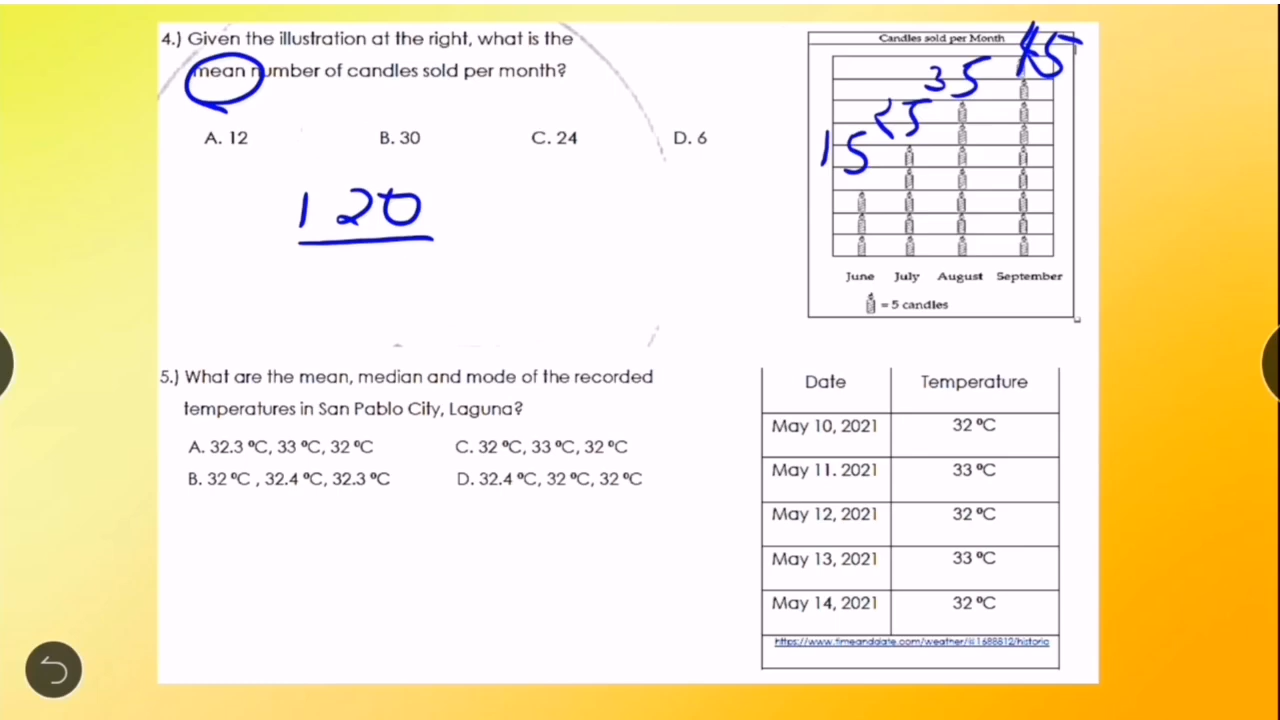 4.) Given the illustration at the right, what is the
mean number of candles sold per month?
A. 12 B. 30 C. 24 D. 6
120
Candles sold per Month
15 25 35 45
June July August September
= 5 candles
5.) What are the mean, median and mode of the recorded
temperatures in San Pablo City, Laguna?
A. 32.3 ºC, 33 ºC, 32 ºC C. 32 ºC, 33 ºC, 32 ºC
B. 32 ºC , 32.4 ºC, 32.3 ºC D. 32.4 ºC, 32 ºC, 32 ºC
Date Temperature
May 10, 2021 32 ºC
May 11. 2021 33 ºC
May 12, 2021 32 ºC
May 13, 2021 33 ºC
May 14, 2021 32 ºC